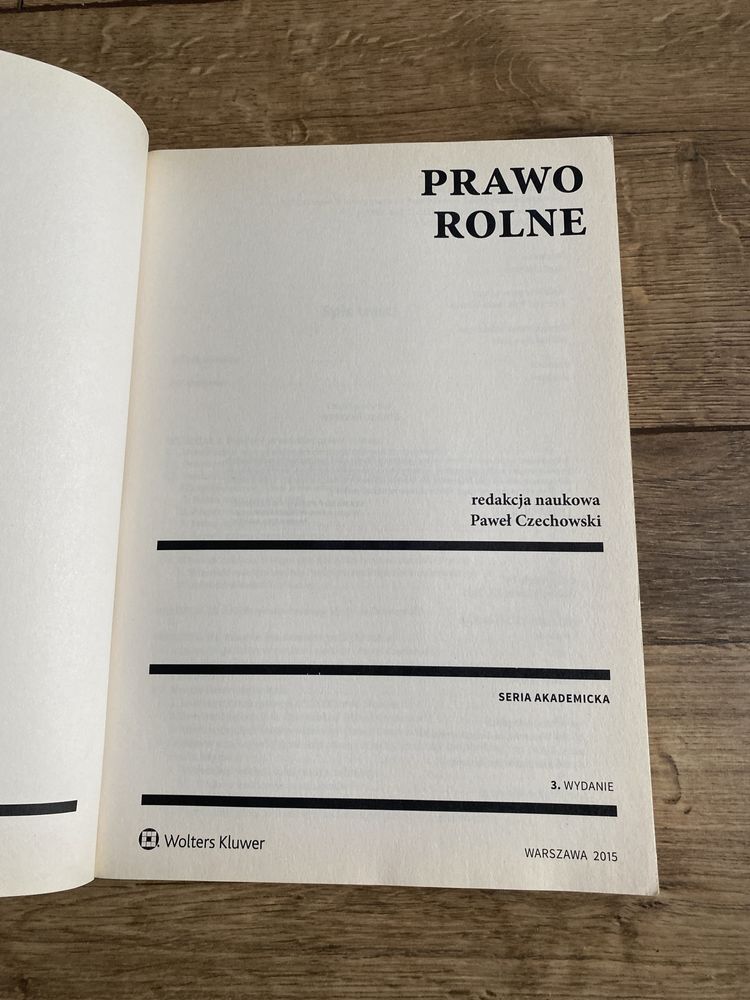 PRAWO
ROLNE
redakcja naukowa
Paweł Czechowski
SERIA AKADEMICKA
3. WYDANIE
Wolters Kluwer
WARSZAWA 2015